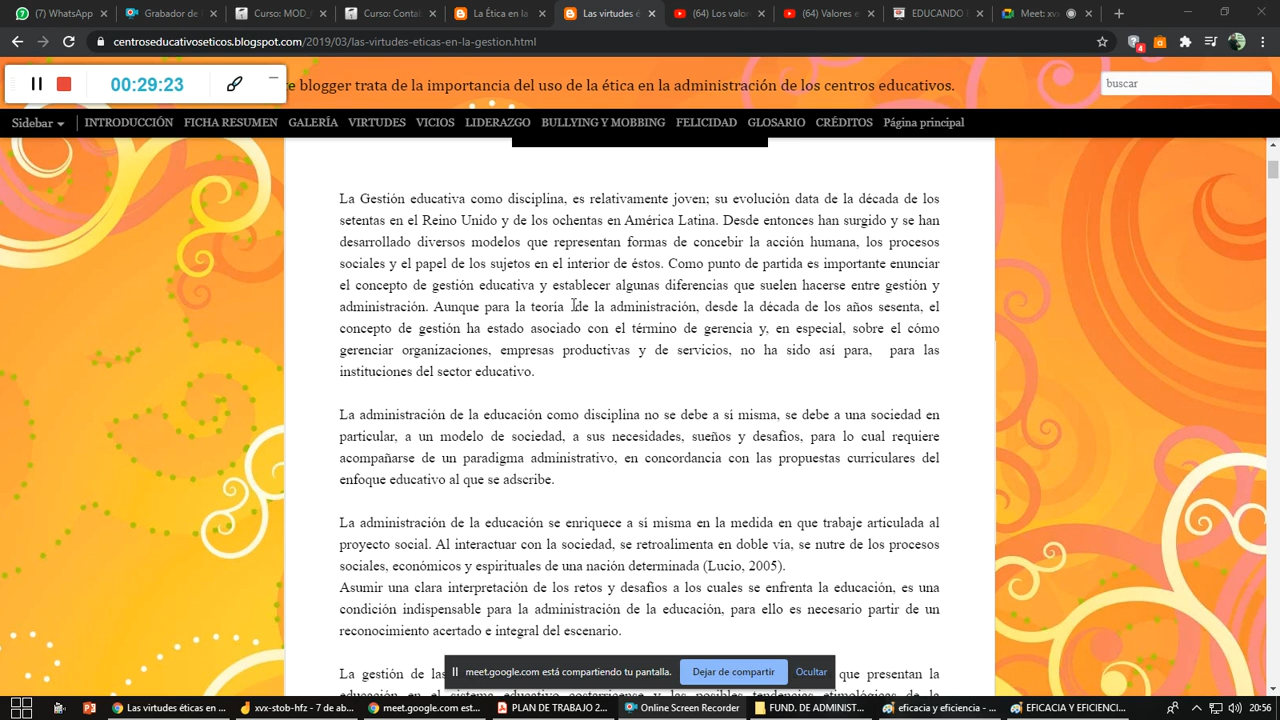 Grabador de
Curso: MOD_
Curso: Contab
La Ética en la
Las virtudes é
(64) Los valo
(64) Valores e
EDUCANDO
Meet: xvx
centroseducativoseticos.blogspot.com/2019/03/las-virtudes-eticas-en-la-gestion.html
00:29:23
te blogger trata de la importancia del uso de la ética en la administración de los centros educativos.
buscar
Sidebar INTRODUCCIÓN FICHA RESUMEN GALERÍA VIRTUDES VICIOS LIDERAZGO BULLYING Y MOBBING FELICIDAD GLOSARIO CRÉDITOS Página principal
La Gestión educativa como disciplina, es relativamente joven; su evolución data de la década de los
setentas en el Reino Unido y de los ochentas en América Latina. Desde entonces han surgido y se han
desarrollado diversos modelos que representan formas de concebir la acción humana, los procesos
sociales y el papel de los sujetos en el interior de éstos. Como punto de partida es importante enunciar
el concepto de gestión educativa y establecer algunas diferencias que suelen hacerse entre gestión y
administración. Aunque para la teoría de la administración, desde la década de los años sesenta, el
concepto de gestión ha estado asociado con el término de gerencia y, en especial, sobre el cómo
gerenciar organizaciones, empresas productivas y de servicios, no ha sido así para, para las
instituciones del sector educativo.
La administración de la educación como disciplina no se debe a sí misma, se debe a una sociedad en
particular, a un modelo de sociedad, a sus necesidades, sueños y desafíos, para lo cual requiere
acompañarse de un paradigma administrativo, en concordancia con las propuestas curriculares del
enfoque educativo al que se adscribe.
La administración de la educación se enriquece a sí misma en la medida en que trabaje articulada al
proyecto social. Al interactuar con la sociedad, se retroalimenta en doble vía, se nutre de los procesos
sociales, económicos y espirituales de una nación determinada (Lucio, 2005).
Asumir una clara interpretación de los retos y desafíos a los cuales se enfrenta la educación, es una
condición indispensable para la administración de la educación, para ello es necesario partir de un
reconocimiento acertado e integral del escenario.
La gestión de las que presentan la
meet.google.com está compartiendo tu pantalla. Dejar de compartir Ocultar
educación en el sistema educativo costarricense y las posibles tendencias etimológicas de la
Las virtudes éticas en ...
xvx-stob-hfz - 7 de ab...
meet.google.com est...
PLAN DE TRABAJO 2...
Online Screen Recorder
FUND. DE ADMINIST...
eficacia y eficiencia - ...
EFICACIA Y EFICIENC...
20:56